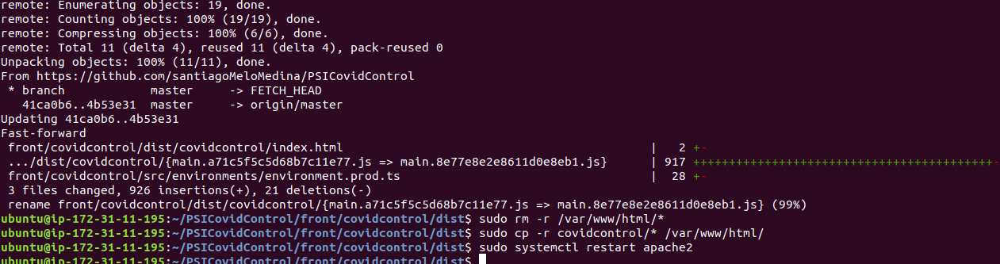 remote: Enumerating objects: 19, done.
remote: Counting objects: 100% (19/19), done.
remote: Compressing objects: 100% (6/6), done.
remote: Total 11 (delta 4), reused 11 (delta 4), pack-reused 0
Unpacking objects: 100% (11/11), done.
From https://github.com/santiagoMeloMedina/PSICovidControl
 * branch            master     -> FETCH_HEAD
   41ca0b6..4b53e31  master     -> origin/master
Updating 41ca0b6..4b53e31
Fast-forward
 front/covidcontrol/dist/covidcontrol/index.html | 2 +-
 .../dist/covidcontrol/{main.a71c5f5c5d68b7c11e77.js => main.8e77e8e2e8611d0e8eb1.js} | 917 +++++++++++++++++++++++++++++++++++++++++++-
 front/covidcontrol/src/environments/environment.prod.ts | 28 +-
 3 files changed, 926 insertions(+), 21 deletions(-)
 rename front/covidcontrol/dist/covidcontrol/{main.a71c5f5c5d68b7c11e77.js => main.8e77e8e2e8611d0e8eb1.js} (99%)
ubuntu@ip-172-31-11-195:~/PSICovidControl/front/covidcontrol/dist$ sudo rm -r /var/www/html/*
ubuntu@ip-172-31-11-195:~/PSICovidControl/front/covidcontrol/dist$ sudo cp -r covidcontrol/* /var/www/html/
ubuntu@ip-172-31-11-195:~/PSICovidControl/front/covidcontrol/dist$ sudo systemctl restart apache2
ubuntu@ip-172-31-11-195:~/PSICovidControl/front/covidcontrol/dist$